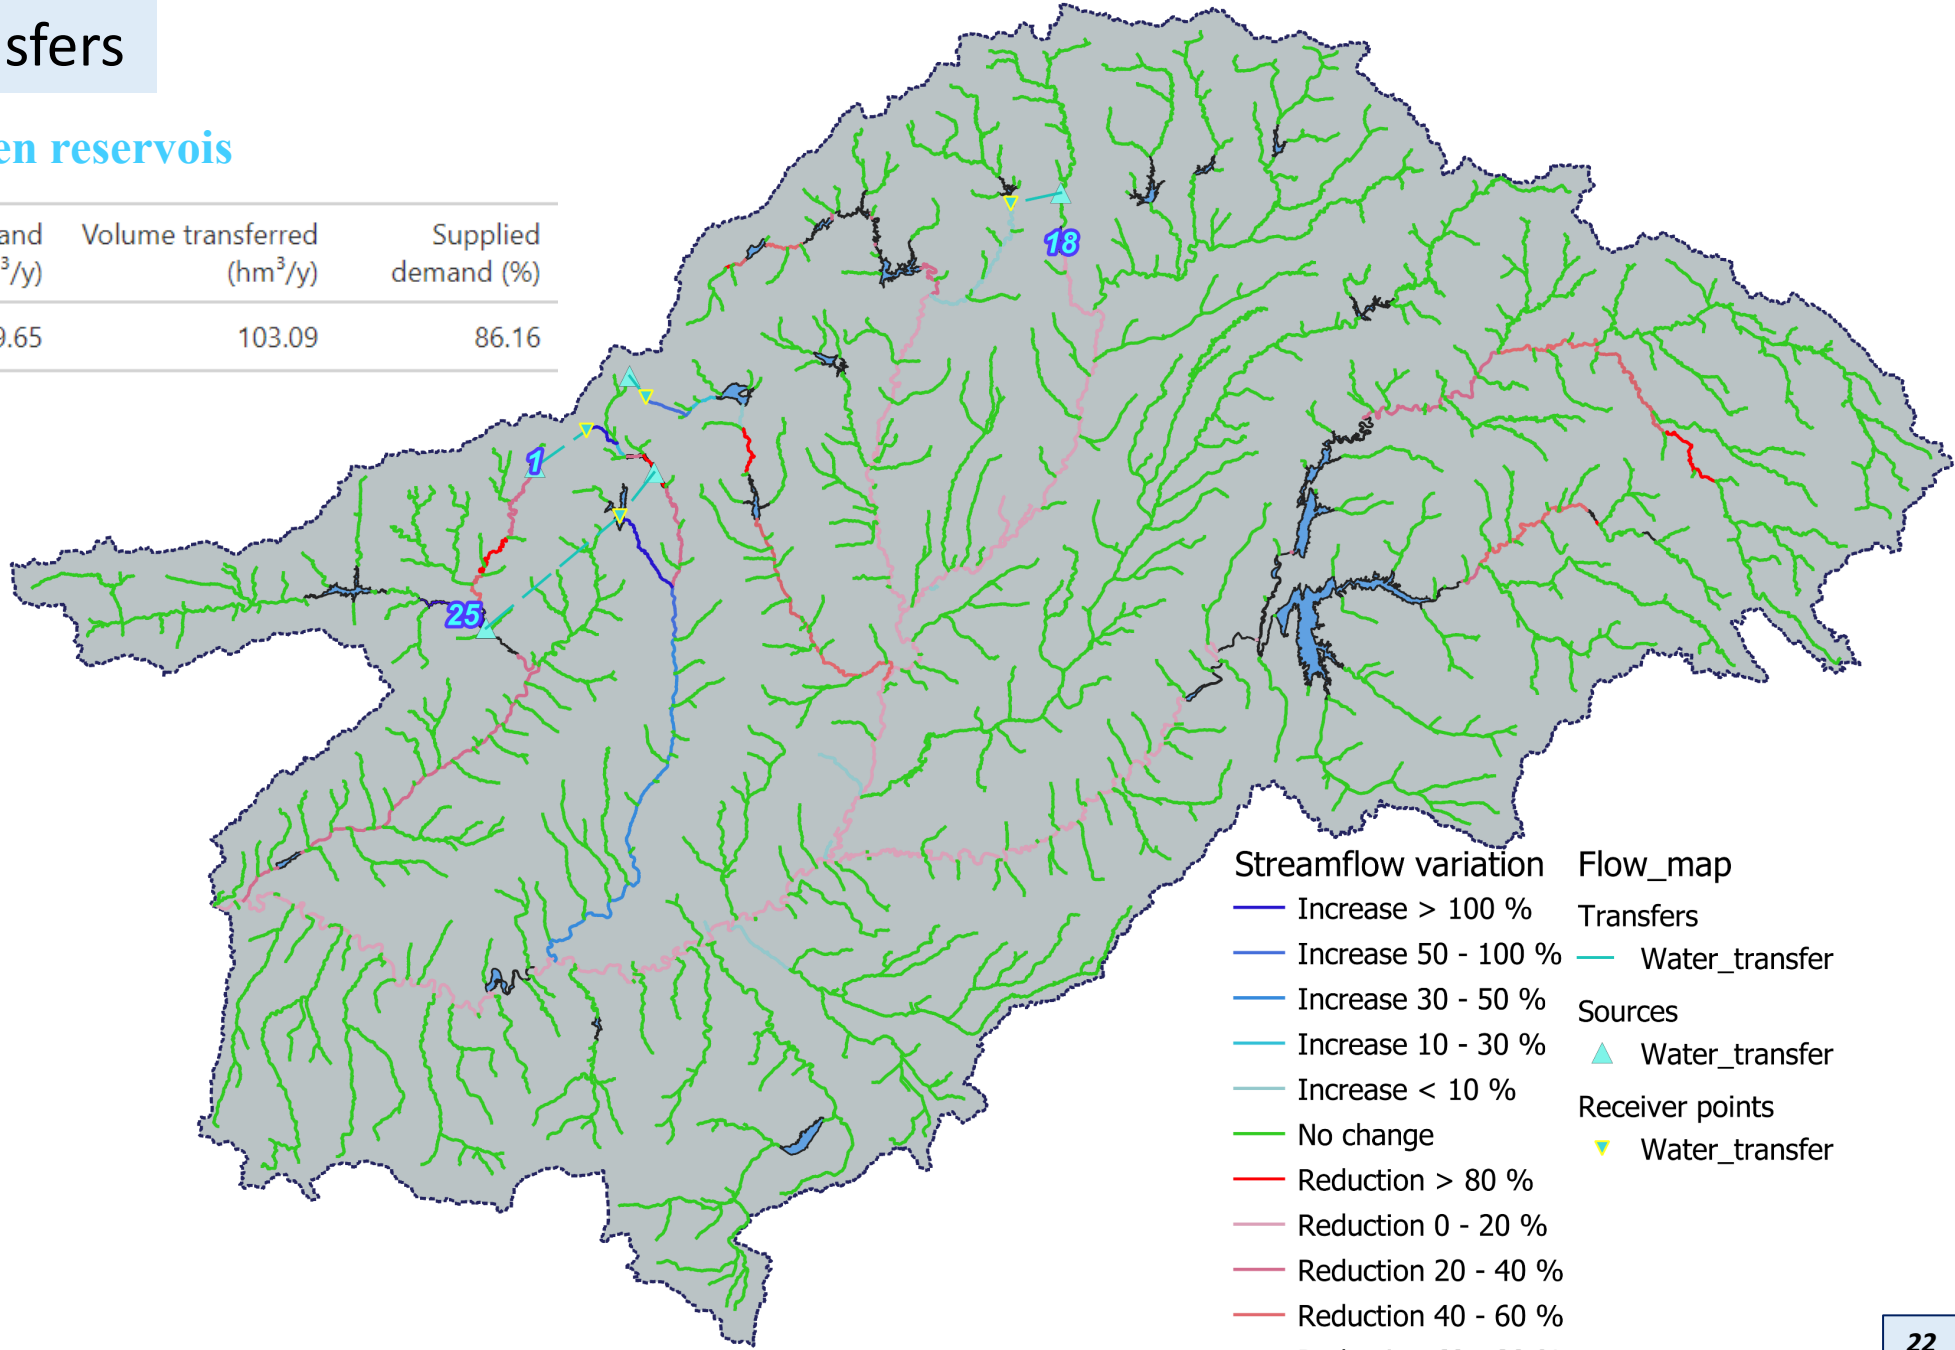 sfers
en reservois
and Volume transferred Supplied
³/y) (hm³/y) demand (%)
9.65 103.09 86.16
18
1
25
Streamflow variation
Increase > 100 %
Increase 50 - 100 %
Increase 30 - 50 %
Increase 10 - 30 %
Increase < 10 %
No change
Reduction > 80 %
Reduction 0 - 20 %
Reduction 20 - 40 %
Reduction 40 - 60 %
Flow_map
Transfers
Water_transfer
Sources
Water_transfer
Receiver points
Water_transfer
22